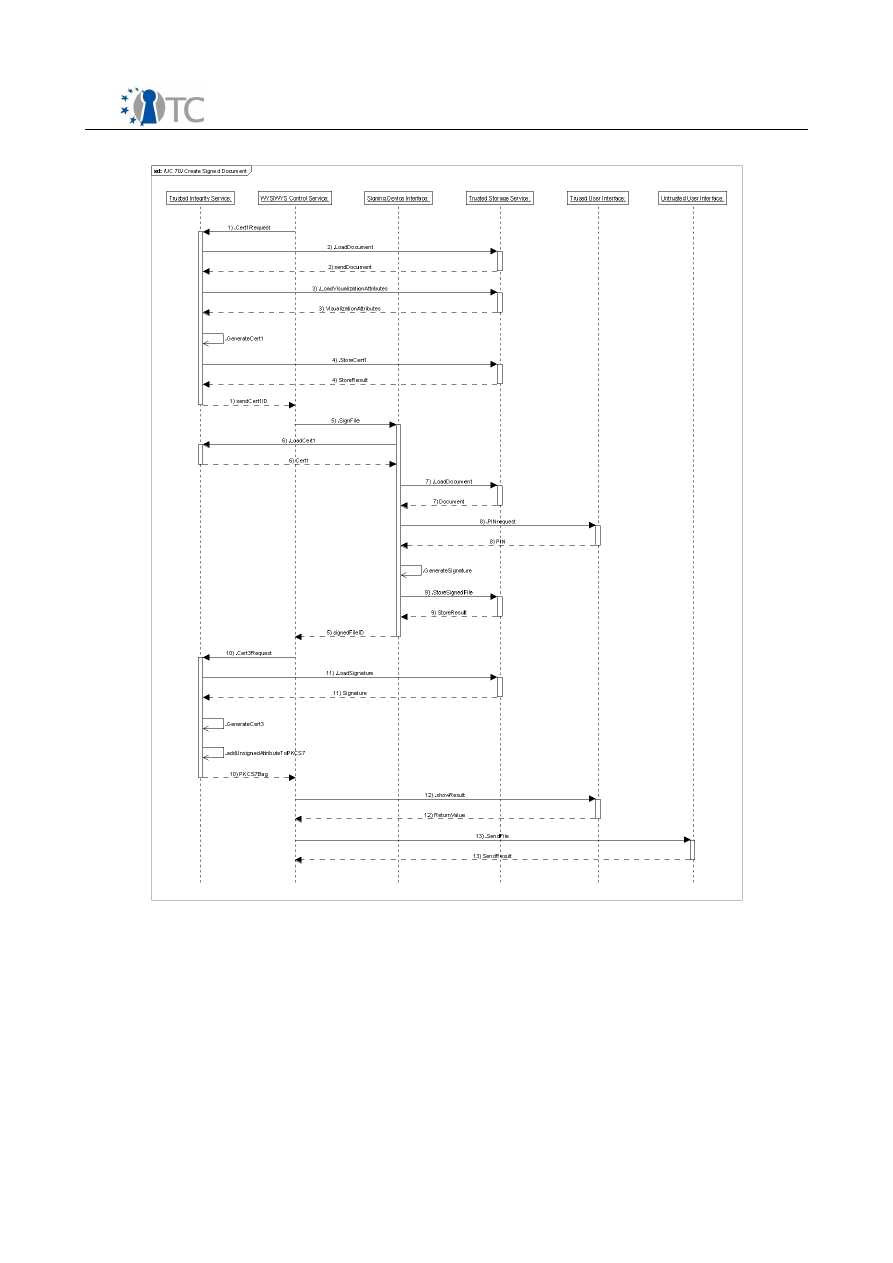 TC
sd: /UC 70/ Create Signed Document
Trusted Integrity Service:
WYSIWYS Control Service:
Signing Device Interface:
Trusted Storage Service:
Trused User Interface:
Untrusted User Interface:
1) .Cert1Request
2) .LoadDocument
2) sendDocument
3) .LoadVisualizationAttributes
3) VisualizationAttributes
.GenerateCert1
4) .StoreCert1
4) StoreResult
1) sendCert1ID
5) .SignFile
6) .LoadCert1
6) Cert1
7) .LoadDocument
7) Document
8) .PINrequest
8) PIN
.GenerateSignature
9) .StoreSignedFile
9) StoreResult
5) signedFileID
10) .Cert3Request
11) .LoadSignature
11) Signature
.GenerateCert3
.addUnsignedAttributeToPKCS7
10) PKCS7Bag
12) .showResult
12) ReturnValue
13) .SendFile
13) SendResult